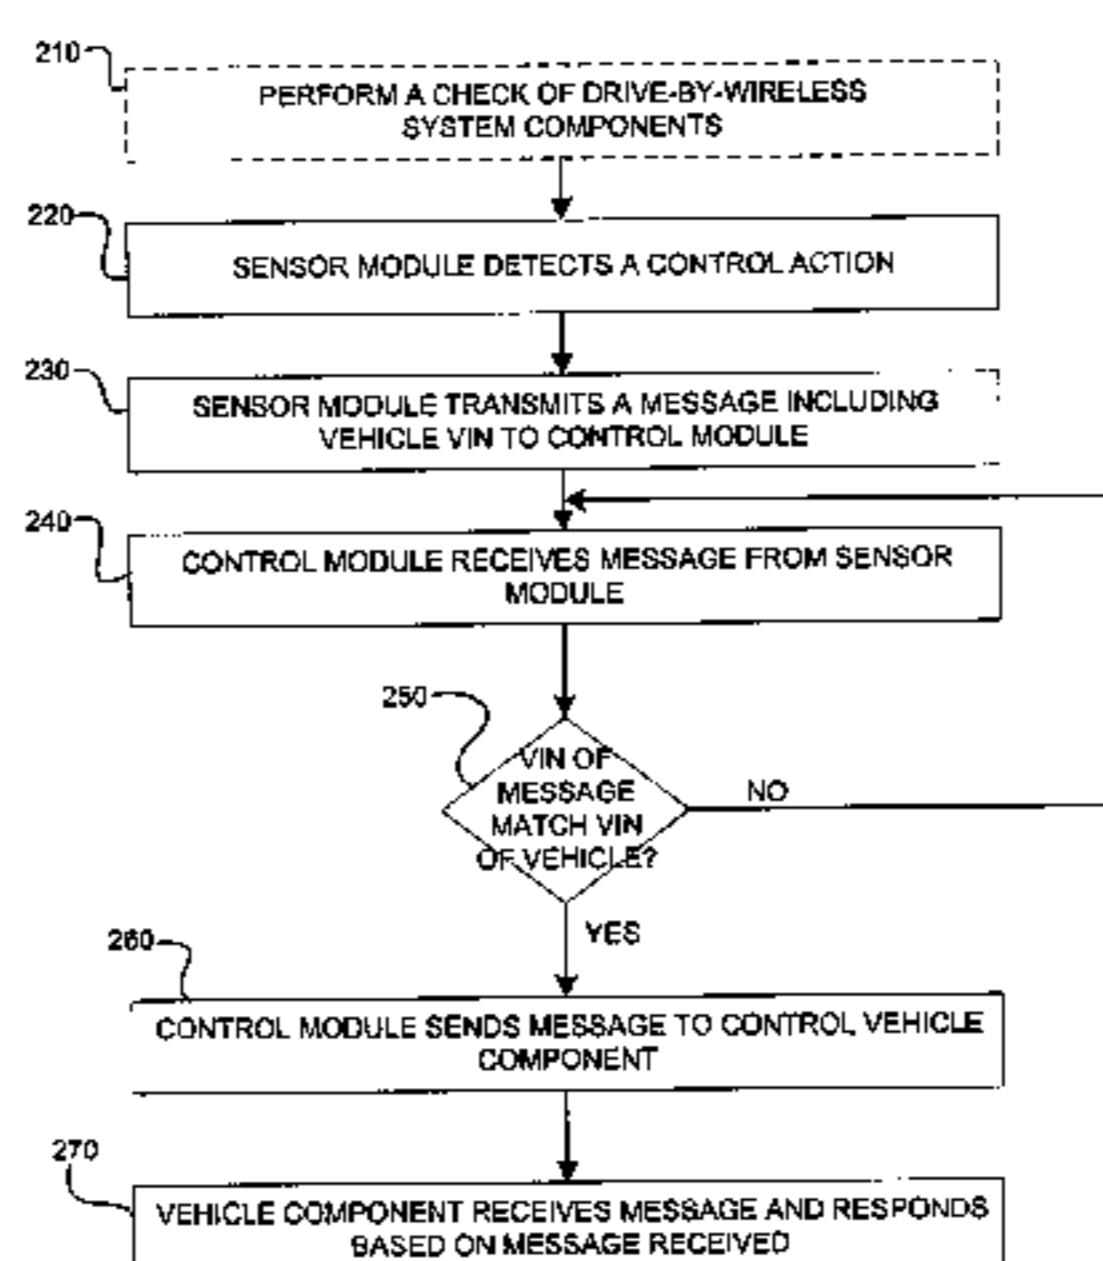 210
PERFORM A CHECK OF DRIVE-BY-WIRELESS
SYSTEM COMPONENTS
220
SENSOR MODULE DETECTS A CONTROL ACTION
230
SENSOR MODULE TRANSMITS A MESSAGE INCLUDING
VEHICLE VIN TO CONTROL MODULE
240
CONTROL MODULE RECEIVES MESSAGE FROM SENSOR
MODULE
250
VIN OF
MESSAGE
MATCH VIN
OF VEHICLE?
NO
YES
260
CONTROL MODULE SENDS MESSAGE TO CONTROL VEHICLE
COMPONENT
270
VEHICLE COMPONENT RECEIVES MESSAGE AND RESPONDS
BASED ON MESSAGE RECEIVED